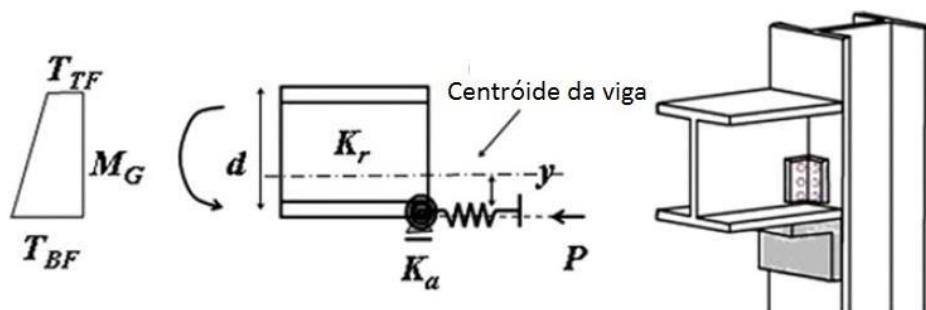 T_TF
Centróide da viga
d
K_r
M_G
y
T_BF
K_a
P